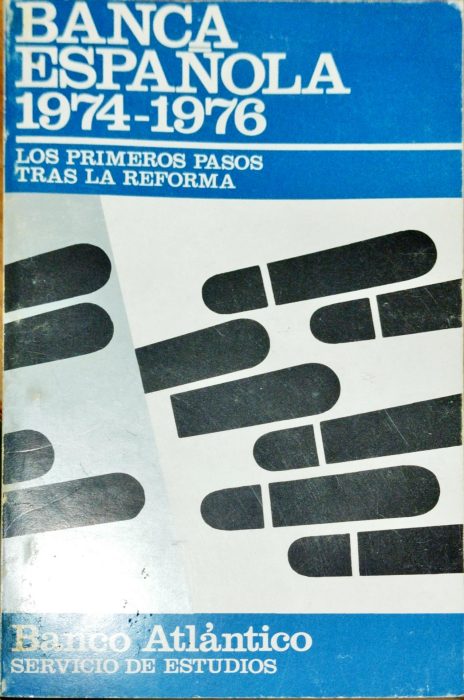 BANCA
ESPAÑOLA
1974-1976
LOS PRIMEROS PASOS
TRAS LA REFORMA
Banco Atlántico
SERVICIO DE ESTUDIOS